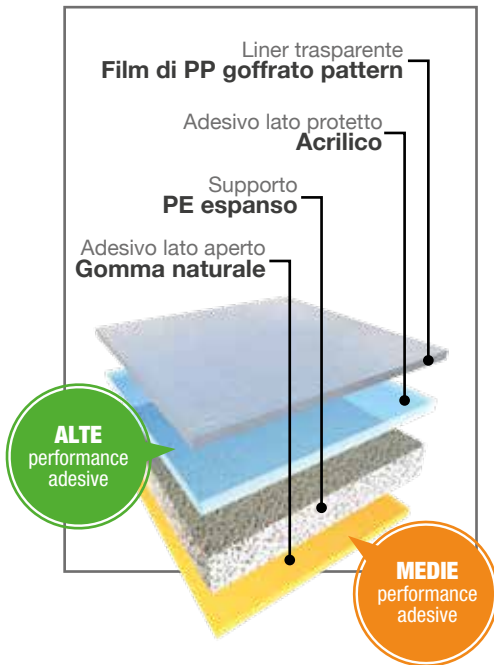 Liner trasparente
Film di PP goffrato pattern
Adesivo lato protetto
Acrilico
Supporto
PE espanso
Adesivo lato aperto
Gomma naturale
ALTE
performance
adesive
MEDIE
performance
adesive